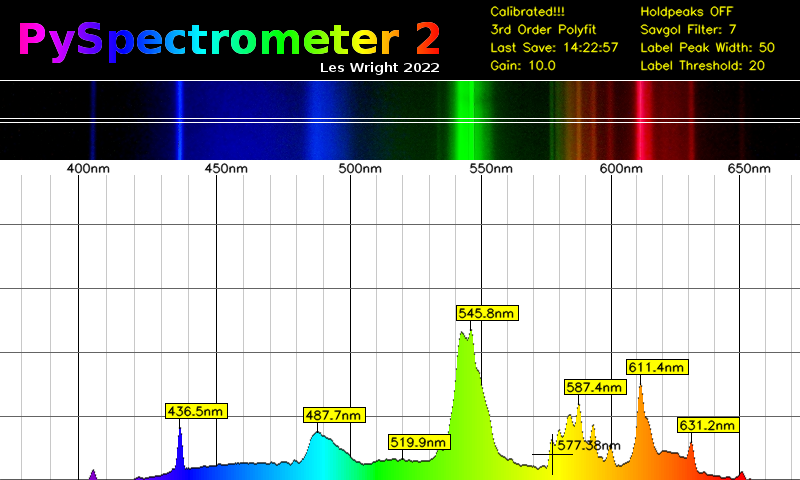 PySpectrometer 2
Les Wright 2022
Calibrated!!!
3rd Order Polyfit
Last Save: 14:22:57
Gain: 10.0
Holdpeaks OFF
Savgol Filter: 7
Label Peak Width: 50
Label Threshold: 20
400nm 450nm 500nm 550nm 600nm 650nm
545.8nm
611.4nm
587.4nm
436.5nm
487.7nm
631.2nm
519.9nm
577.38nm